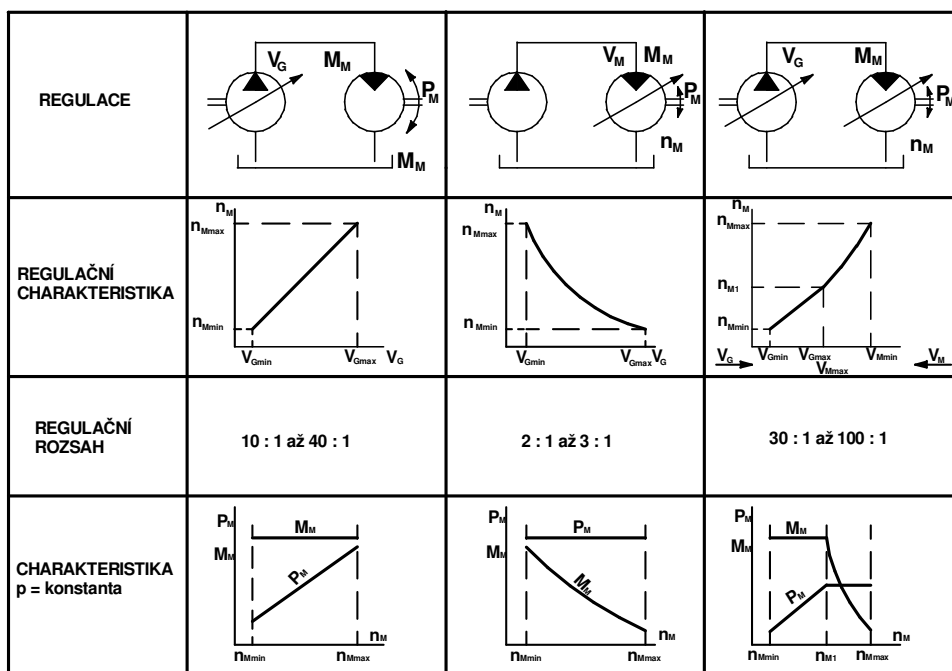 REGULACE
V_G
M_M
P_M
M_M
V_M
M_M
P_M
n_M
V_G
M_M
P_M
n_M
REGULAČNÍ
CHARAKTERISTIKA
n_M
n_Mmax
n_Mmin
V_Gmin
V_Gmax V_G
n_M
n_Mmax
n_Mmin
V_Gmin
V_Gmax V_G
n_M
n_Mmax
n_M1
n_Mmin
V_G
V_Gmin
V_Gmax
V_Mmax
V_Mmin
V_M
REGULAČNÍ
ROZSAH
10 : 1 až 40 : 1
2 : 1 až 3 : 1
30 : 1 až 100 : 1
CHARAKTERISTIKA
p = konstanta
P_M
M_M
M_M
P_M
n_M
n_Mmin
n_Mmax
P_M
M_M
P_M
M_M
n_M
n_Mmin
n_Mmax
P_M
M_M
M_M
P_M
n_M
n_Mmin
n_M1
n_Mmax